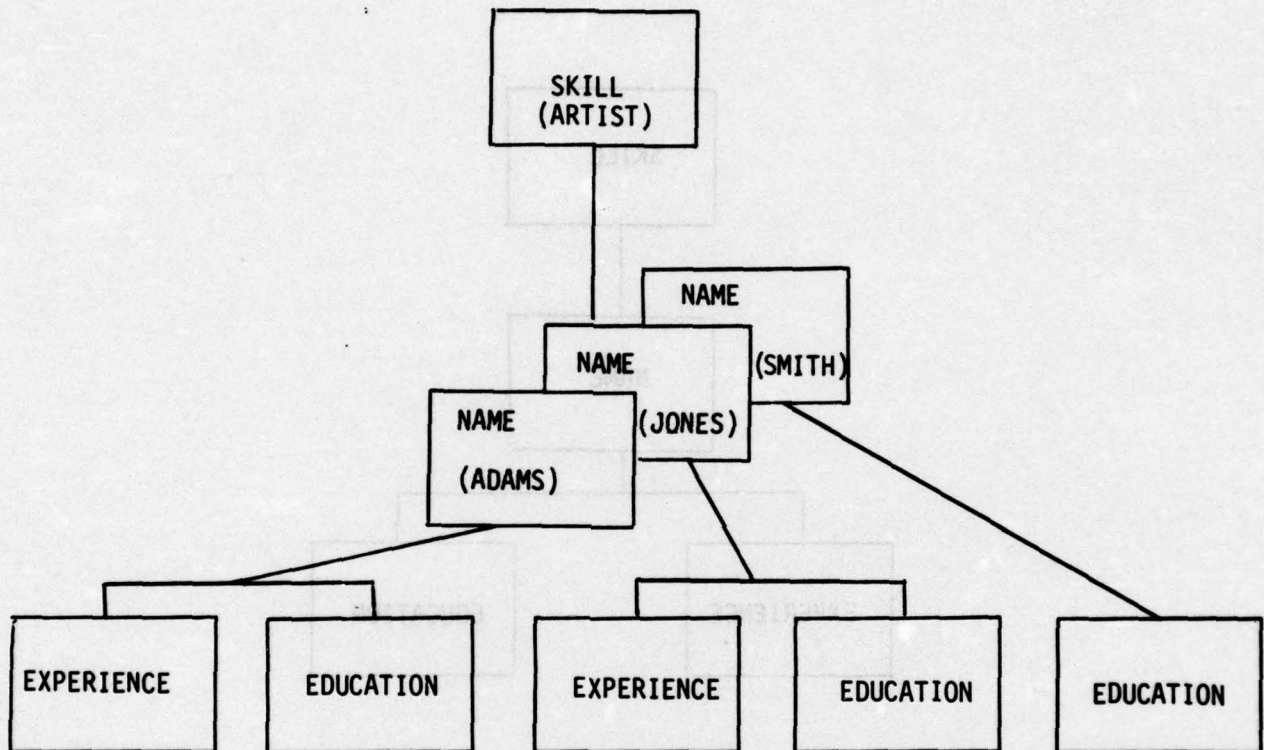 SKILL
(ARTIST)
NAME
(SMITH)
NAME
(JONES)
NAME
(ADAMS)
EXPERIENCE
EDUCATION
EXPERIENCE
EDUCATION
EDUCATION